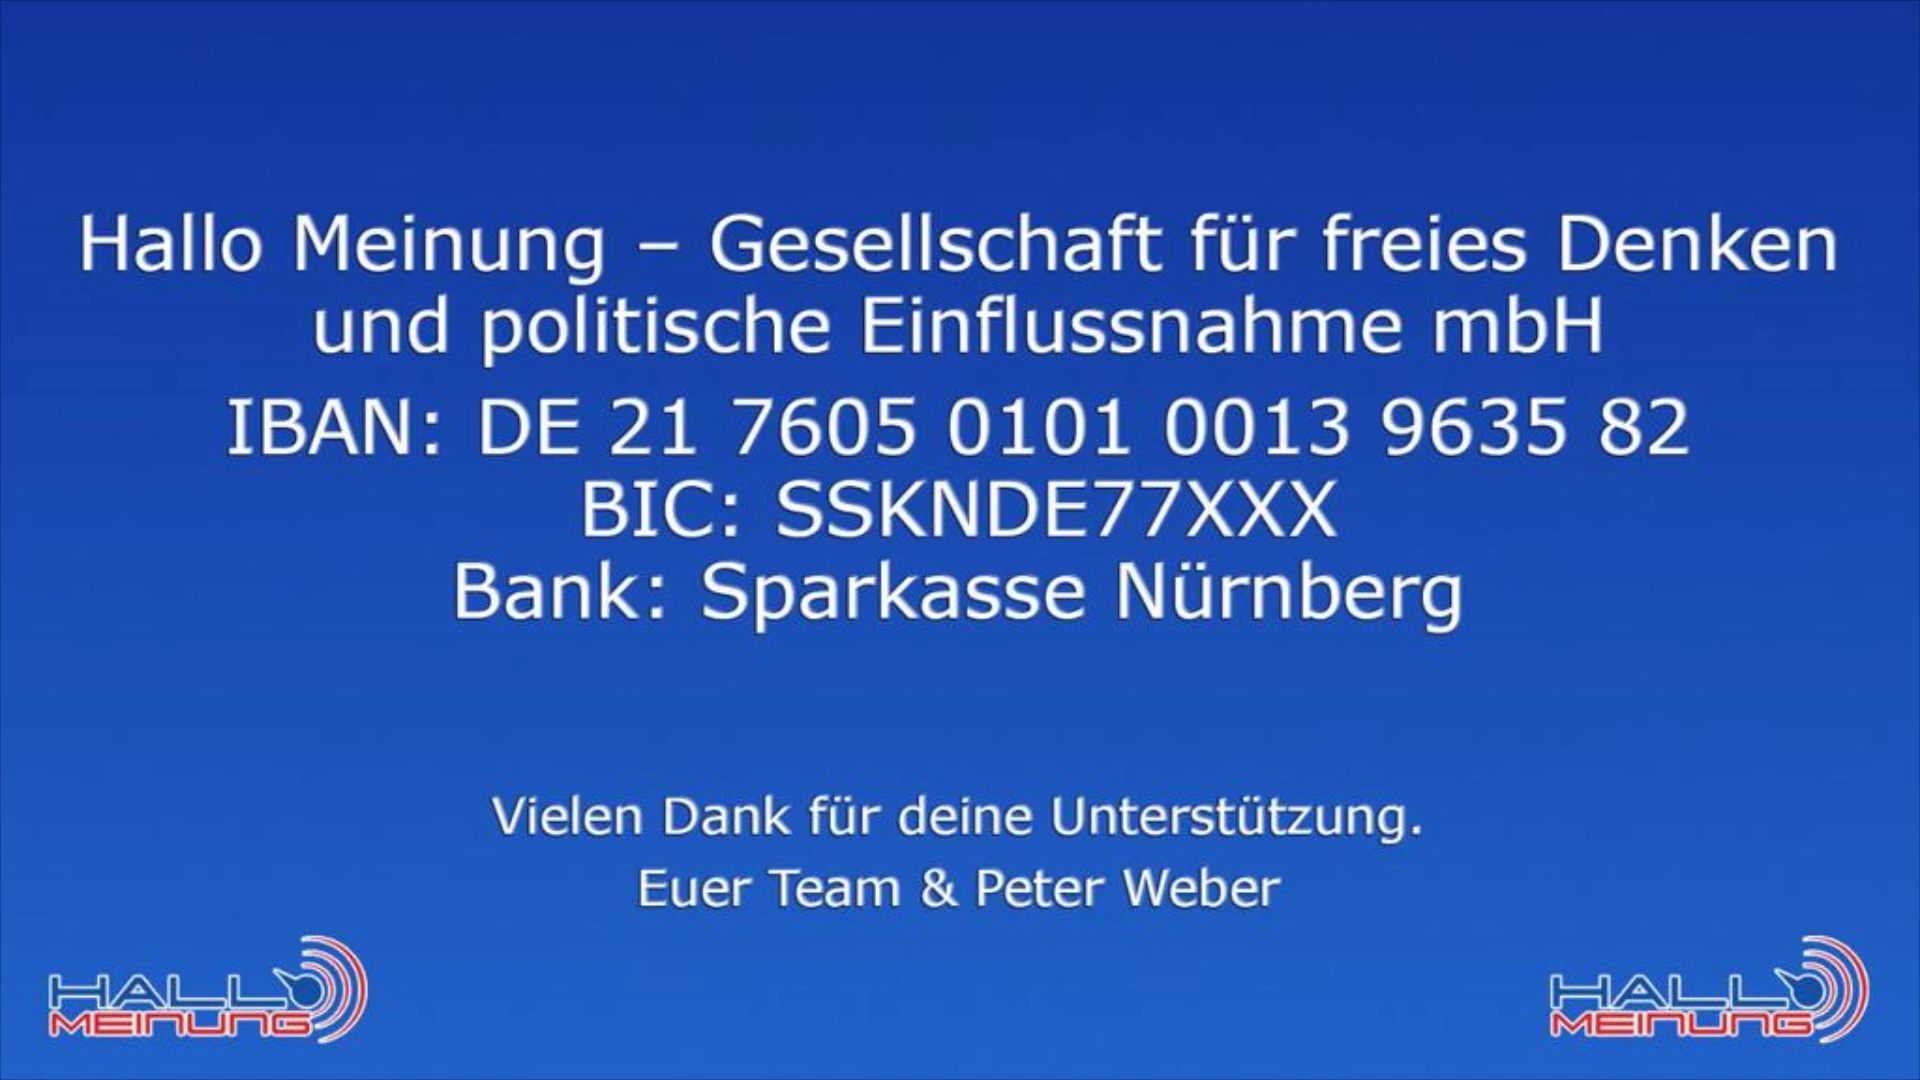 Hallo Meinung – Gesellschaft für freies Denken
und politische Einflussnahme mbH
IBAN: DE 21 7605 0101 0013 9635 82
BIC: SSKNDE77XXX
Bank: Sparkasse Nürnberg
Vielen Dank für deine Unterstützung.
Euer Team & Peter Weber
HALLO
MEINUNG
HALLO
MEINUNG